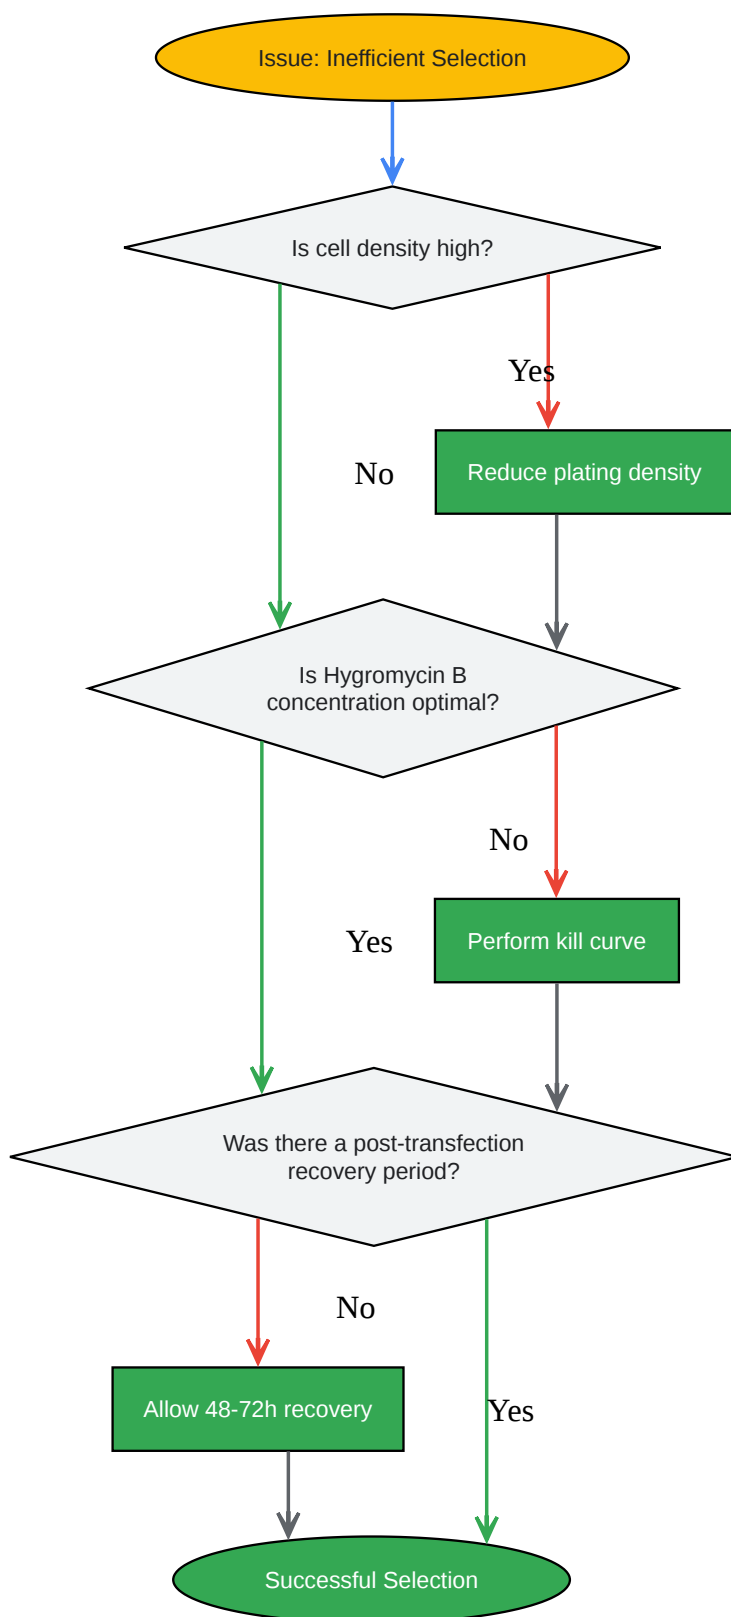 Issue: Inefficient Selection
Is cell density high?
Yes
No
Reduce plating density
Is Hygromycin B
concentration optimal?
No
Yes
Perform kill curve
Was there a post-transfection
recovery period?
No
Allow 48-72h recovery
Yes
Successful Selection